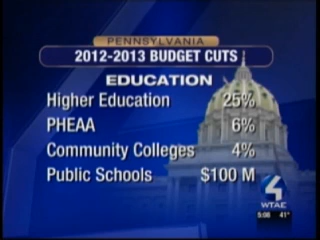 PENNSYLVANIA
2012-2013 BUDGET CUTS
EDUCATION
Higher Education 25%
PHEAA 6%
Community Colleges 4%
Public Schools $100 M
4
WTAE
5:08 41°